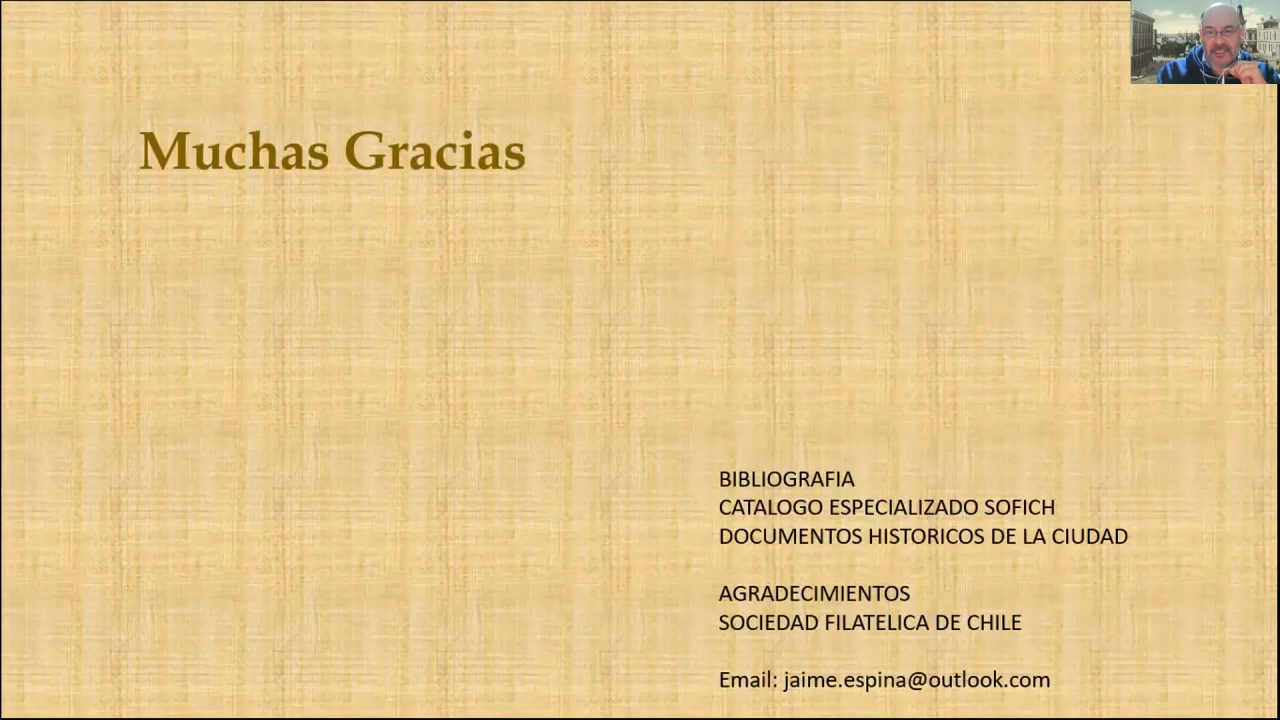 Muchas Gracias
BIBLIOGRAFIA
CATALOGO ESPECIALIZADO SOFICH
DOCUMENTOS HISTORICOS DE LA CIUDAD
AGRADECIMIENTOS
SOCIEDAD FILATELICA DE CHILE
Email: jaime.espina@outlook.com